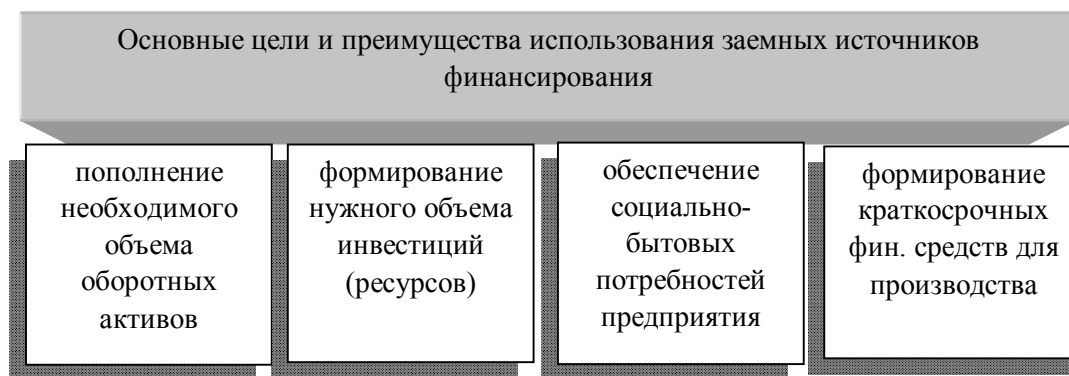 Основные цели и преимущества использования заемных источников
финансирования
пополнение
необходимого
объема
оборотных
активов
формирование
нужного объема
инвестиций
(ресурсов)
обеспечение
социально-
бытовых
потребностей
предприятия
формирование
краткосрочных
фин. средств для
производства